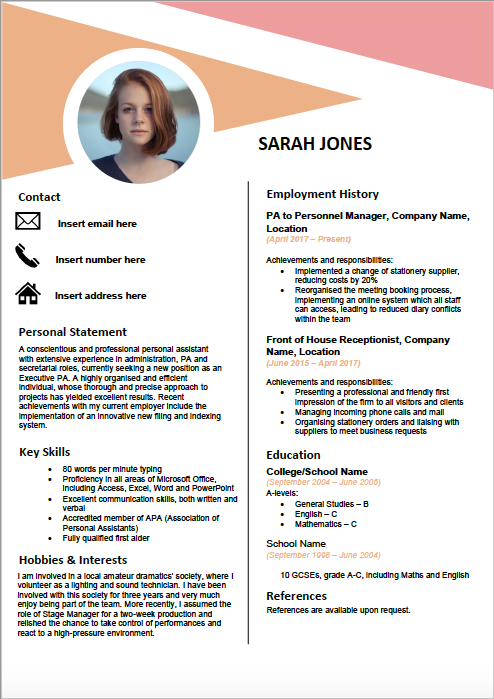 SARAH JONES
Contact
Insert email here
Insert number here
Insert address here
Personal Statement
A conscientious and professional personal assistant
with extensive experience in administration, PA and
secretarial roles, currently seeking a new position as an
Executive PA. A highly organised and efficient
individual, whose thorough and precise approach to
projects has yielded excellent results. Recent
achievements with my current employer include the
implementation of an innovative new filing and indexing
system.
Key Skills
• 80 words per minute typing
• Proficiency in all areas of Microsoft Office,
including Access, Excel, Word and PowerPoint
• Excellent communication skills, both written and
verbal
• Accredited member of APA (Association of
Personal Assistants)
• Fully qualified first aider
Hobbies & Interests
I am involved in a local amateur dramatics' society, where I
volunteer as a lighting and sound technician. I have been
involved with this society for three years and very much
enjoy being part of the team. More recently, I assumed the
role of Stage Manager for a two-week production and
relished the chance to take control of performances and
react to a high-pressure environment.
Employment History
PA to Personnel Manager, Company Name,
Location
(April 2017 – Present)
Achievements and responsibilities:
• Implemented a change of stationery supplier,
reducing costs by 20%
• Reorganised the meeting booking process,
implementing an online system which all staff
can access, leading to reduced diary conflicts
within the team
Front of House Receptionist, Company
Name, Location
(June 2015 – April 2017)
Achievements and responsibilities:
• Presenting a professional and friendly first
impression of the firm to all visitors and clients
• Managing incoming phone calls and mail
• Organising stationery orders and liaising with
suppliers to meet business requests
Education
College/School Name
(September 2004 – June 2006)
A-levels:
• General Studies – B
• English – C
• Mathematics – C
School Name
(September 1998 – June 2004)
10 GCSEs, grade A-C, including Maths and English
References
References are available upon request.